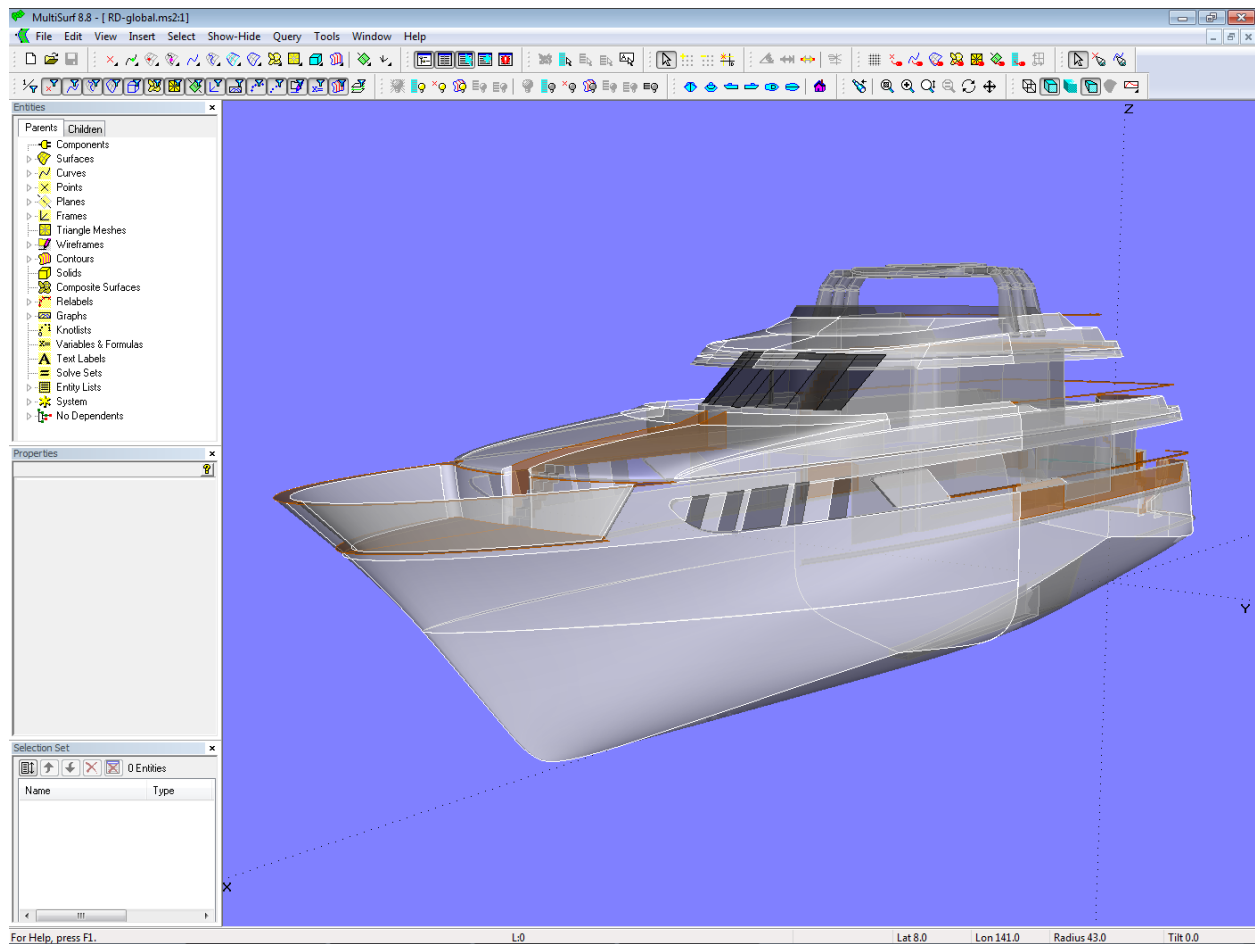 MultiSurf 8.8 - [ RD-global.ms2:1]
File Edit View Insert Select Show-Hide Query Tools Window Help
Entities
Parents Children
Components
Surfaces
Curves
Points
Planes
Frames
Triangle Meshes
Wireframes
Contours
Solids
Composite Surfaces
Relabels
Graphs
Knotlists
Variables & Formulas
Text Labels
Solve Sets
Entity Lists
System
No Dependents
Properties
Selection Set
0 Entities
Name Type
Z
Y
X
For Help, press F1. L:0 Lat 8.0 Lon 141.0 Radius 43.0 Tilt 0.0